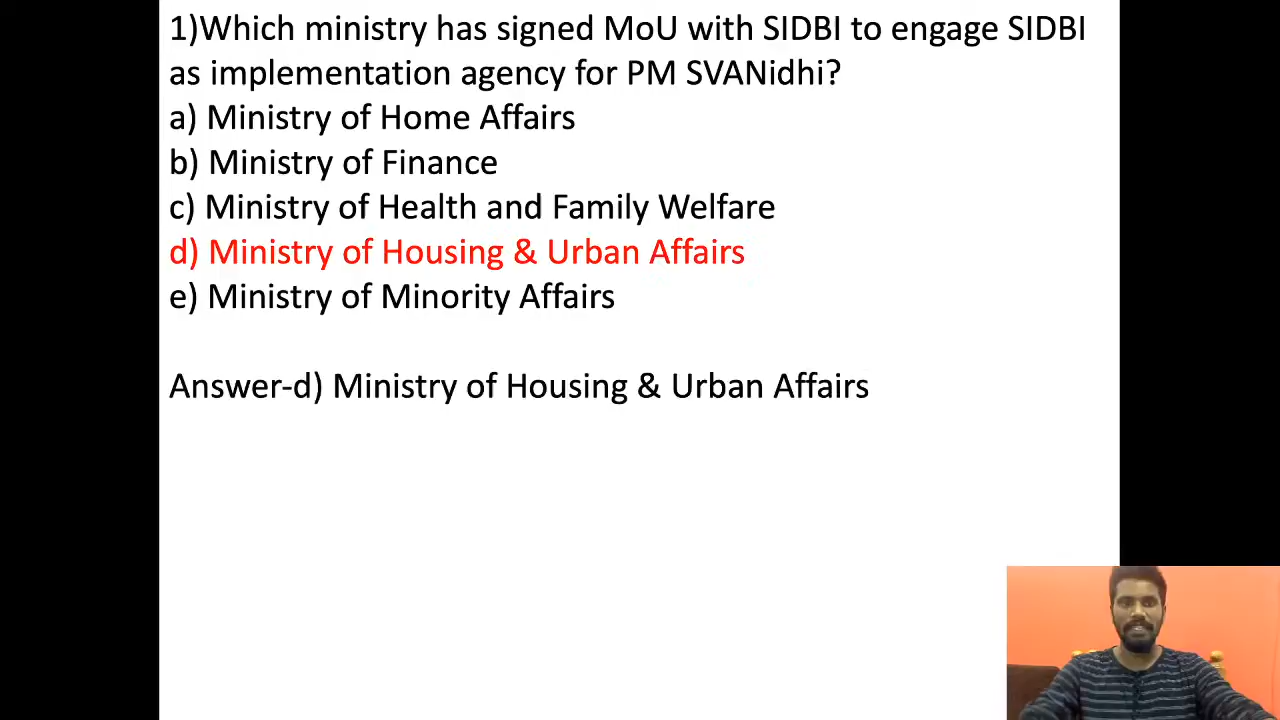 1)Which ministry has signed MoU with SIDBI to engage SIDBI
as implementation agency for PM SVANidhi?
a) Ministry of Home Affairs
b) Ministry of Finance
c) Ministry of Health and Family Welfare
d) Ministry of Housing & Urban Affairs
e) Ministry of Minority Affairs
Answer-d) Ministry of Housing & Urban Affairs